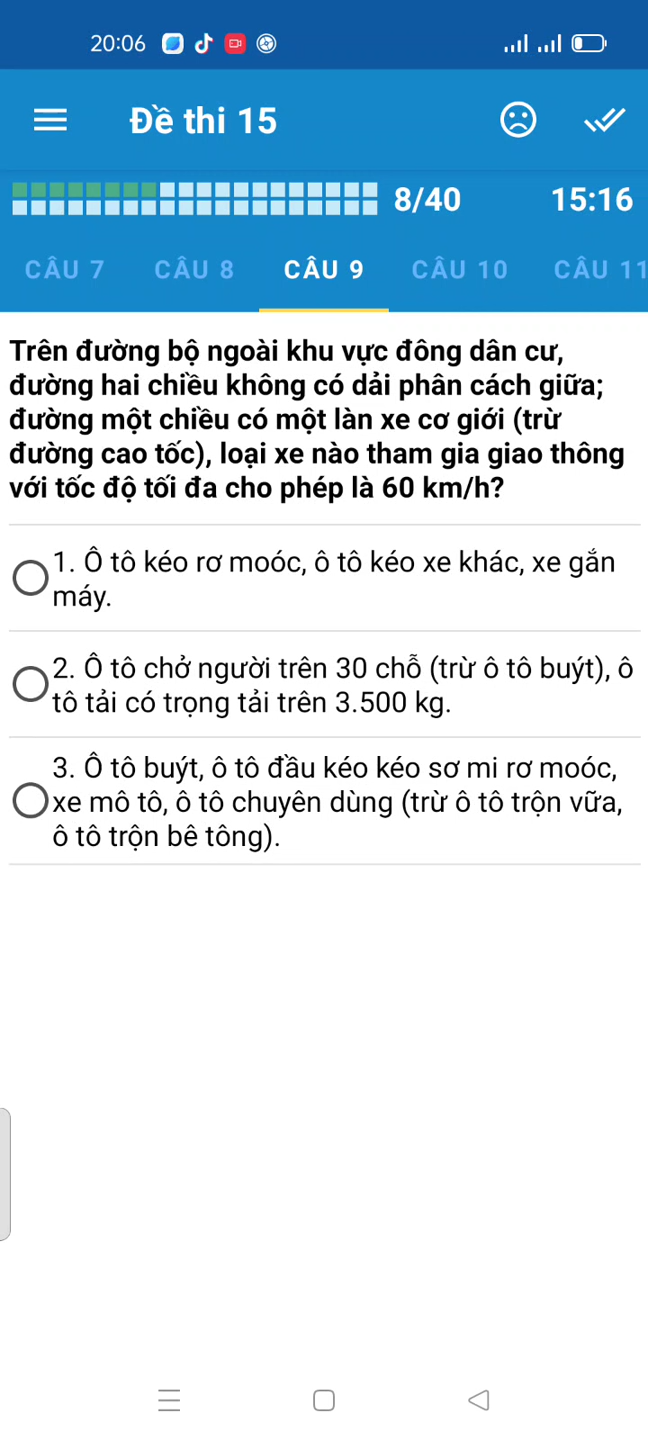 20:06
Đề thi 15
8/40
15:16
CÂU 7
CÂU 8
CÂU 9
CÂU 10
CÂU 11
Trên đường bộ ngoài khu vực đông dân cư,
đường hai chiều không có dải phân cách giữa;
đường một chiều có một làn xe cơ giới (trừ
đường cao tốc), loại xe nào tham gia giao thông
với tốc độ tối đa cho phép là 60 km/h?
1. Ô tô kéo rơ moóc, ô tô kéo xe khác, xe gắn
máy.
2. Ô tô chở người trên 30 chỗ (trừ ô tô buýt), ô
tô tải có trọng tải trên 3.500 kg.
3. Ô tô buýt, ô tô đầu kéo kéo sơ mi rơ moóc,
xe mô tô, ô tô chuyên dùng (trừ ô tô trộn vữa,
ô tô trộn bê tông).